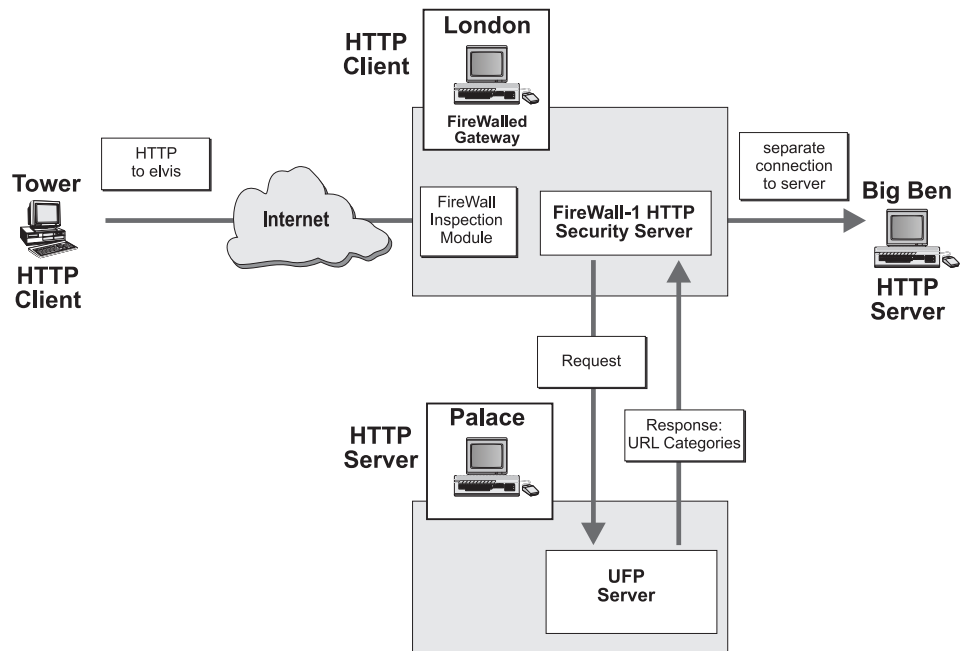 London
HTTP
Client
FireWalled
Gateway
HTTP
to elvis
separate
connection
to server
Tower
Internet
FireWall
Inspection
Module
FireWall-1 HTTP
Security Server
Big Ben
HTTP
Client
HTTP
Server
Request
Palace
Response:
URL Categories
HTTP
Server
UFP
Server